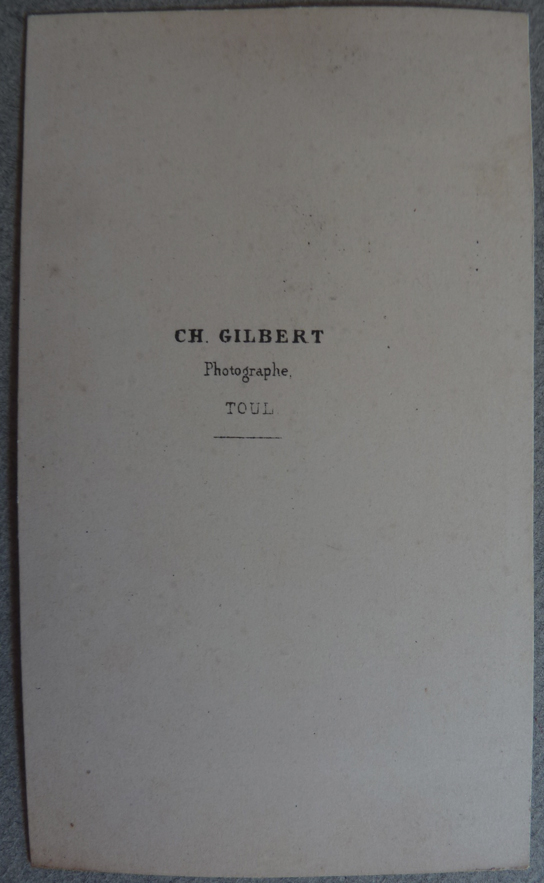 CH. GILBERT
Photographe,
TOUL.